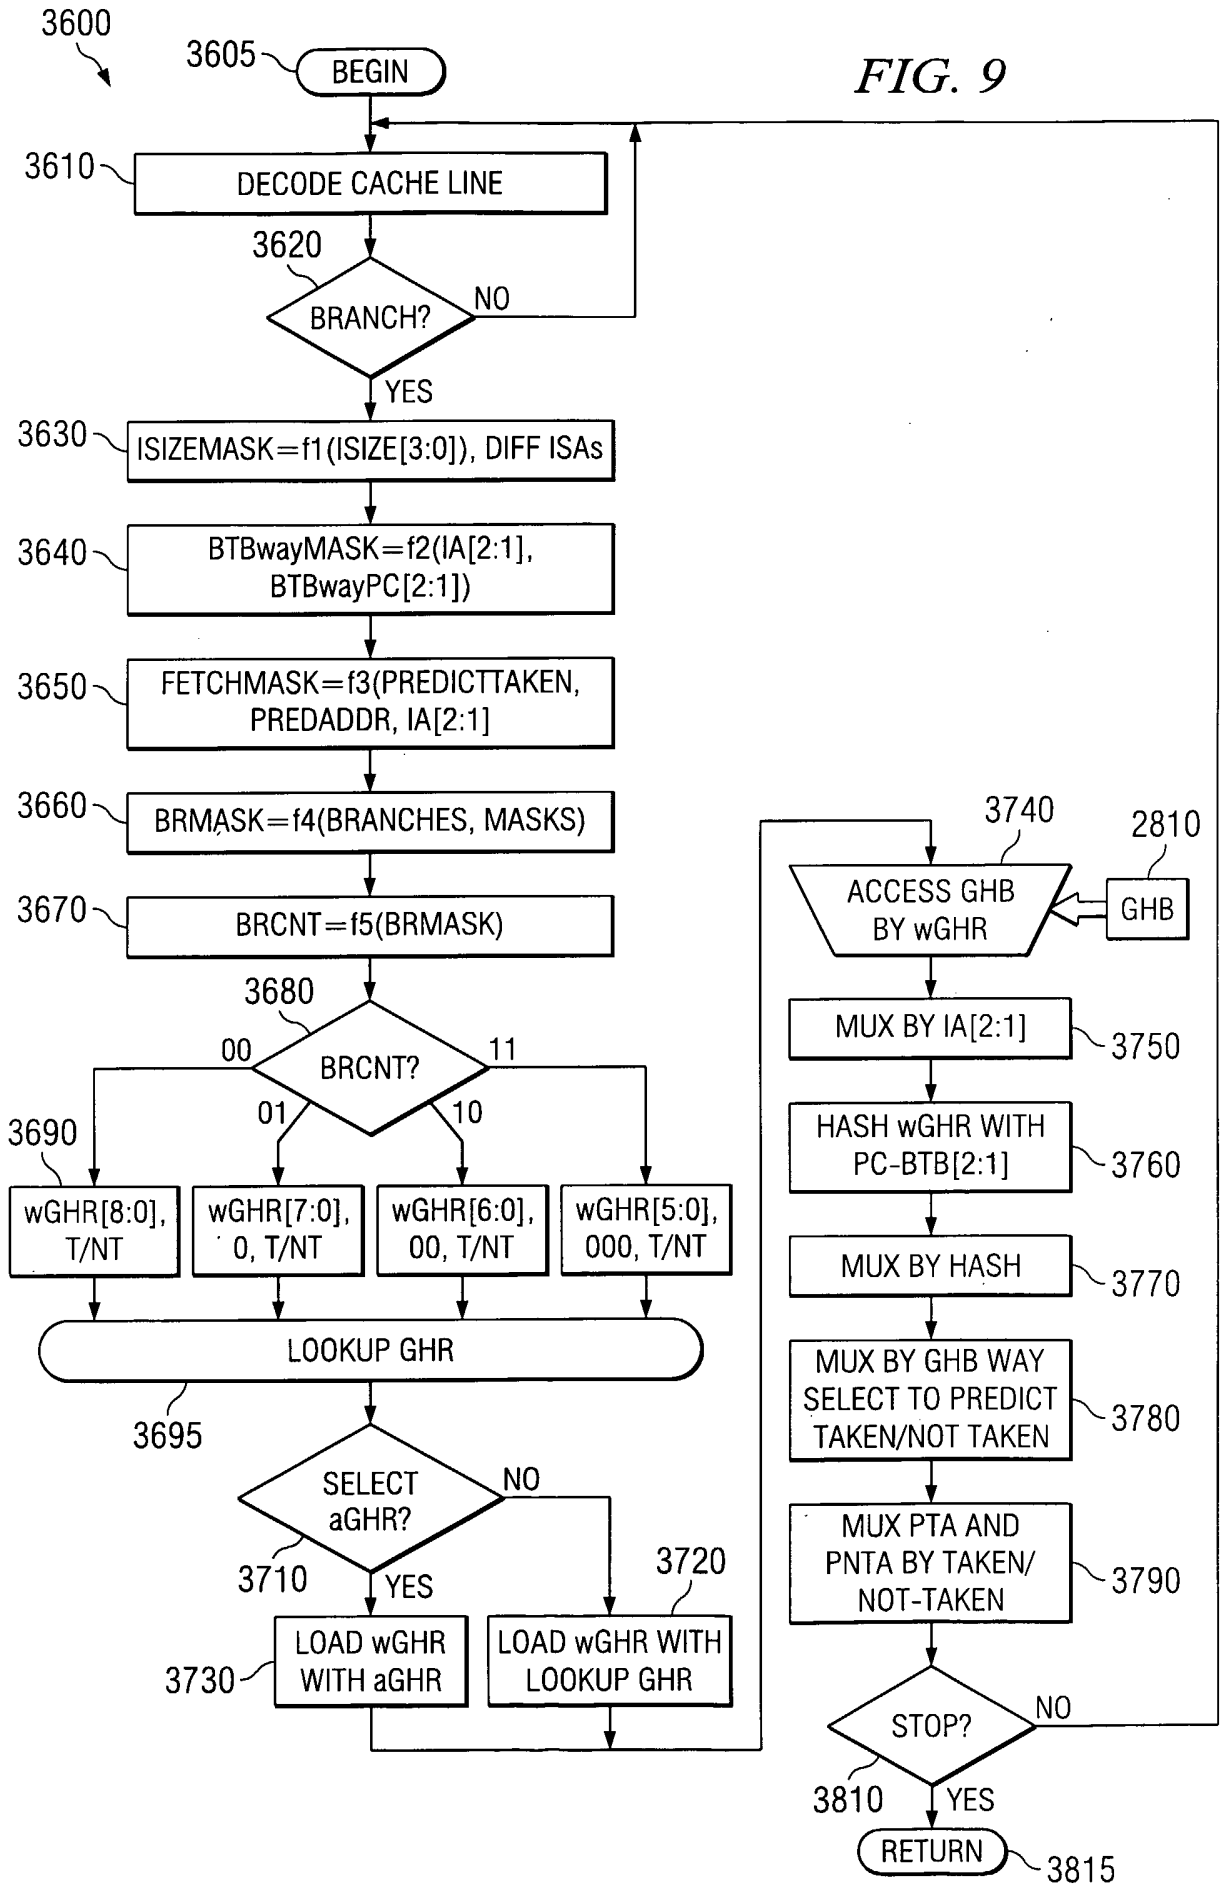 3600
3605
BEGIN
FIG. 9
3610
DECODE CACHE LINE
3620
BRANCH?
NO
YES
3630
ISIZEMASK=f1(ISIZE[3:0]), DIFF ISAs
3640
BTBwayMASK=f2(IA[2:1],
BTBwayPC[2:1])
3650
FETCHMASK=f3(PREDICTTAKEN,
PREDADDR, IA[2:1]
3660
BRMASK=f4(BRANCHES, MASKS)
3670
BRCNT=f5(BRMASK)
3680
BRCNT?
00
01
10
11
3690
wGHR[8:0],
T/NT
wGHR[7:0],
0, T/NT
wGHR[6:0],
00, T/NT
wGHR[5:0],
000, T/NT
LOOKUP GHR
3695
SELECT
aGHR?
NO
3710
YES
3720
3730
LOAD wGHR
WITH aGHR
LOAD wGHR WITH
LOOKUP GHR
3740
2810
ACCESS GHB
BY wGHR
GHB
MUX BY IA[2:1]
3750
HASH wGHR WITH
PC-BTB[2:1]
3760
MUX BY HASH
3770
MUX BY GHB WAY
SELECT TO PREDICT
TAKEN/NOT TAKEN
3780
MUX PTA AND
PNTA BY TAKEN/
NOT-TAKEN
3790
STOP?
NO
3810
YES
RETURN
3815